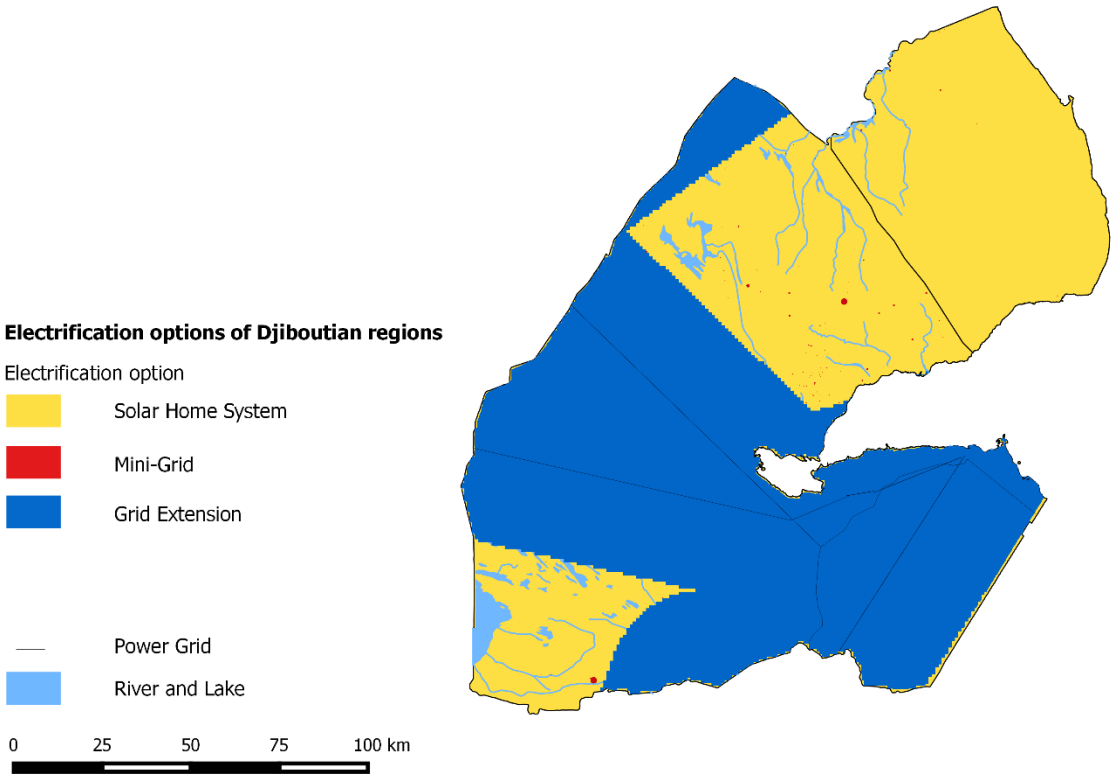 Electrification options of Djiboutian regions
Electrification option
Solar Home System
Mini-Grid
Grid Extension
Power Grid
River and Lake
0 25 50 75 100 km